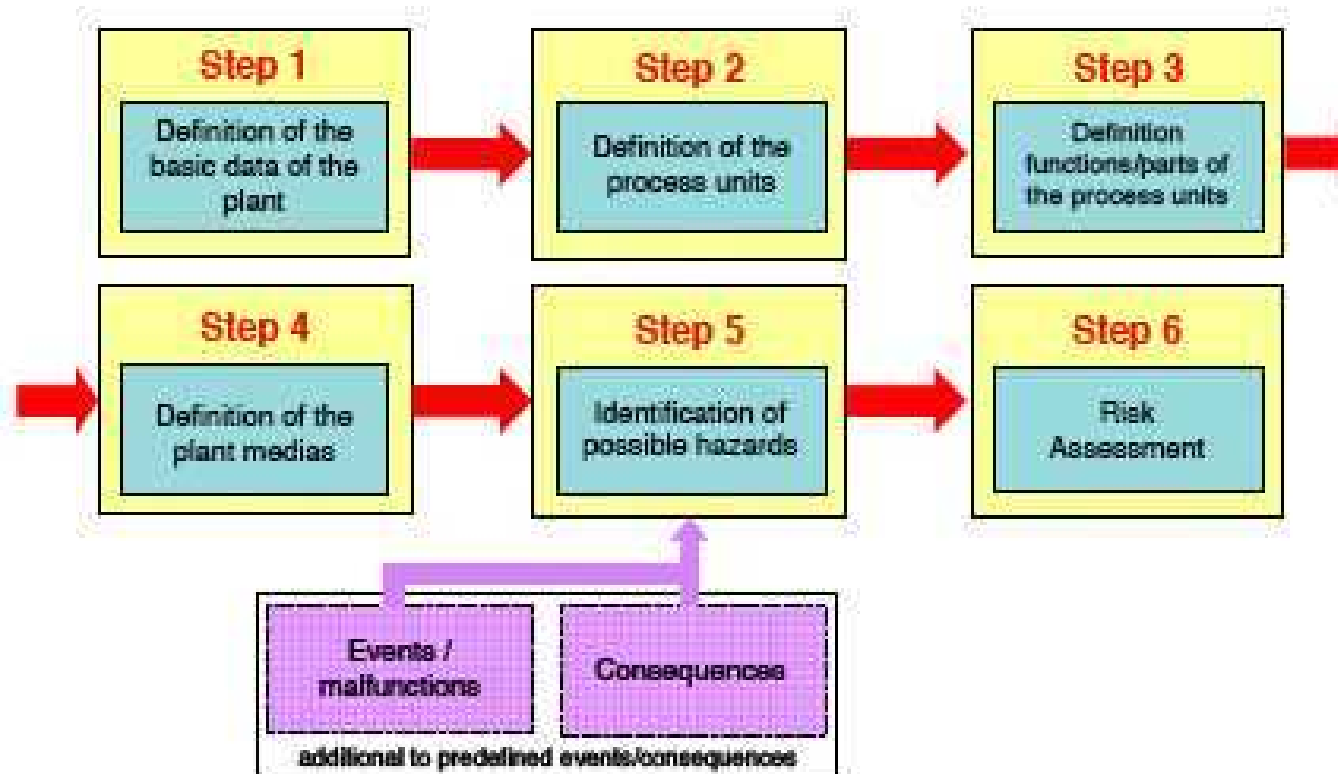 Step 1
Definition of the
basic data of the
plant
Step 2
Definition of the
process units
Step 3
Definition
functions/parts of
the process units
Step 4
Definition of the
plant medias
Step 5
Identification of
possible hazards
Step 6
Risk
Assessment
Events /
malfunctions
Consequences
additional to predefined events/consequences